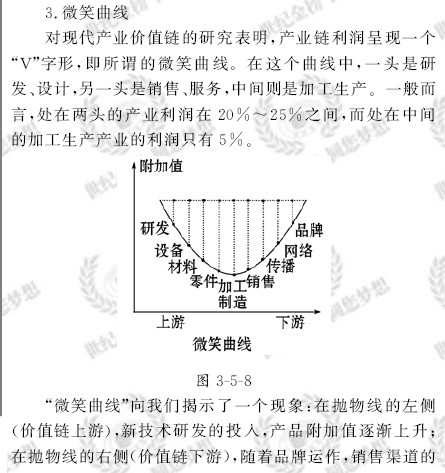 3.微笑曲线
对现代产业价值链的研究表明,产业链利润呈现一个
“V”字形,即所谓的微笑曲线。在这个曲线中,一头是研
发、设计,另一头是销售、服务,中间则是加工生产。一般而
言,处在两头的产业利润在20%～25%之间,而处在中间
的加工生产产业的利润只有5%。
附加值
研发
设备
材料
零件
加工
制造
销售
传播
网络
品牌
上游
下游
微笑曲线
图 3-5-8
“微笑曲线”向我们揭示了一个现象:在抛物线的左侧
(价值链上游),新技术研发的投入,产品附加值逐渐上升;
在抛物线的右侧(价值链下游),随着品牌运作,销售渠道的